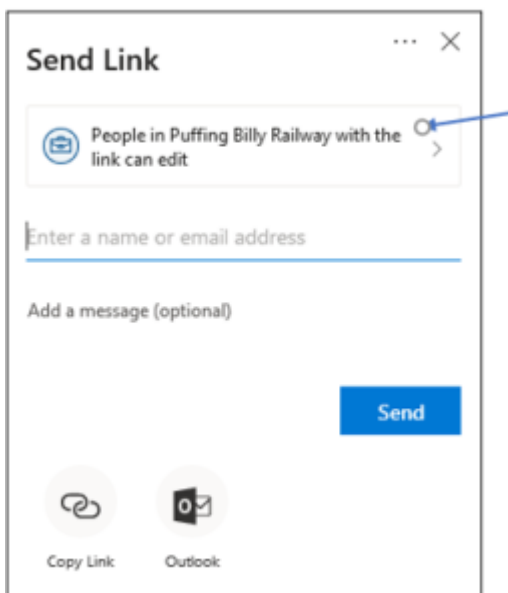 Send Link
People in Puffing Billy Railway with the
link can edit
Enter a name or email address
Add a message (optional)
Send
Copy Link
Outlook